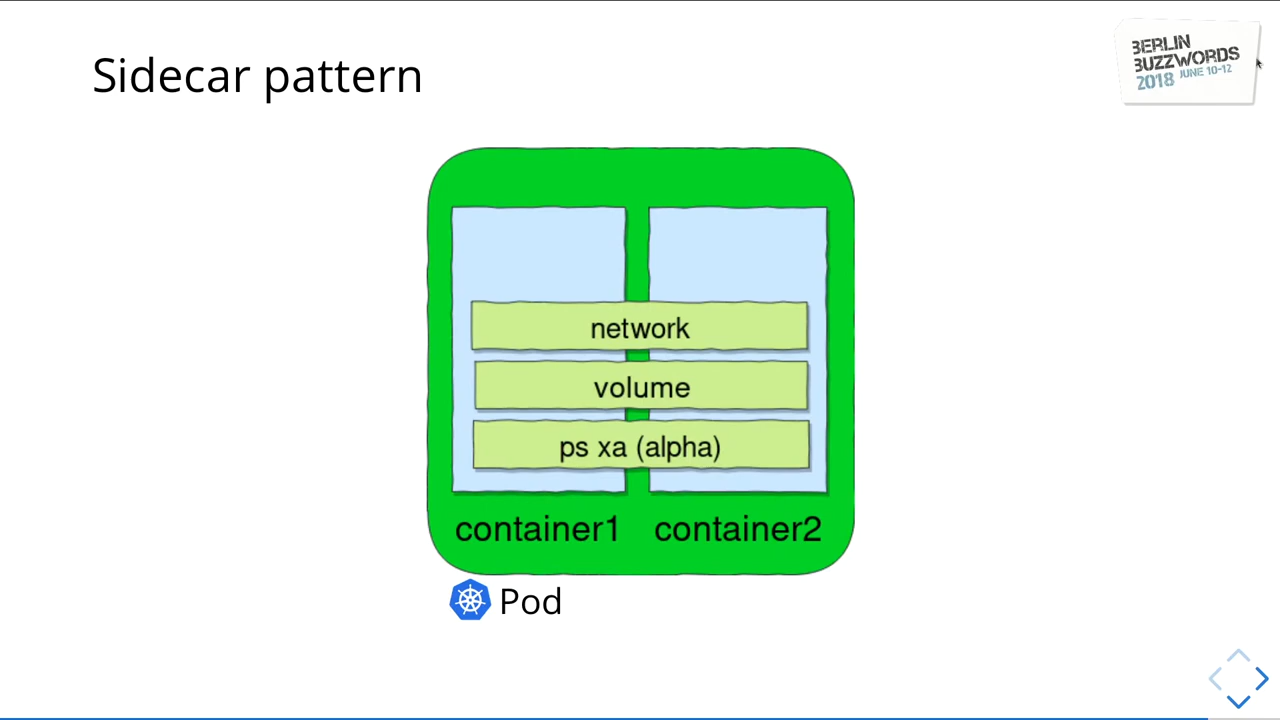 Sidecar pattern
BERLIN
BUZZWORDS
2018 JUNE 10-12
network
volume
ps xa (alpha)
container1 container2
Pod